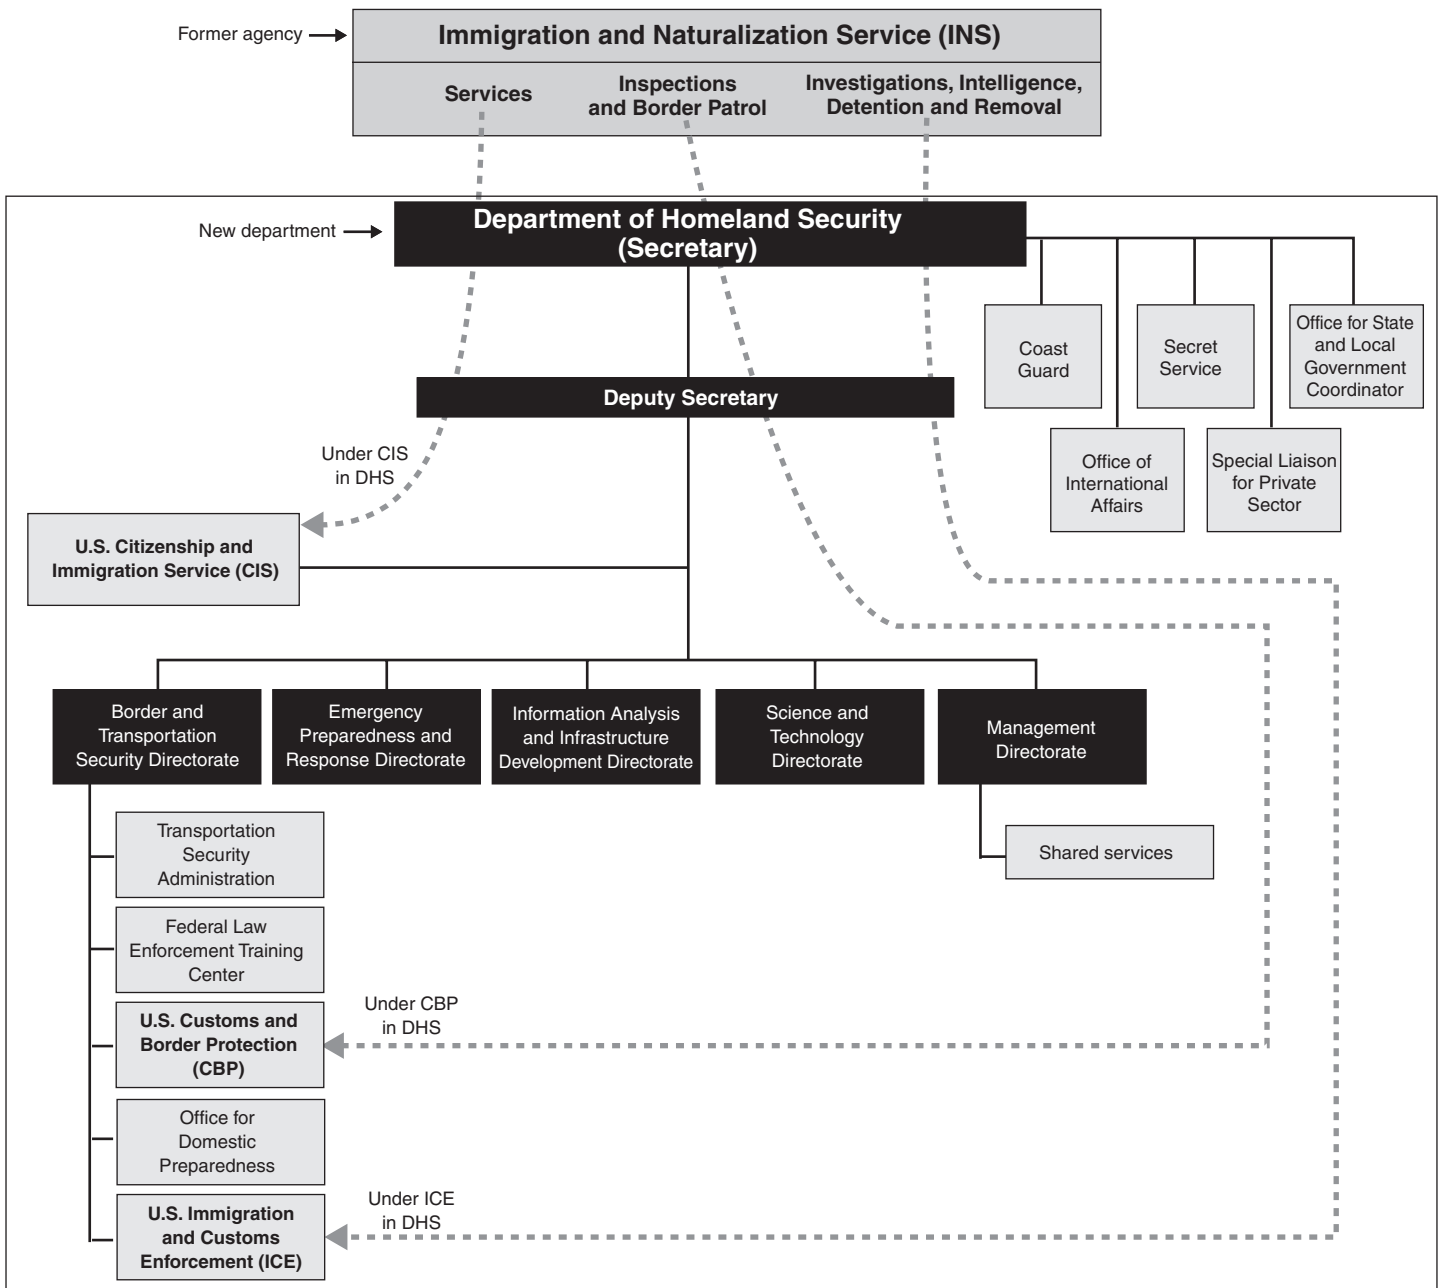 Former agency
Immigration and Naturalization Service (INS)
Services
Inspections
and Border Patrol
Investigations, Intelligence,
Detention and Removal
New department
Department of Homeland Security
(Secretary)
Coast
Guard
Secret
Service
Office for State
and Local
Government
Coordinator
Office of
International
Affairs
Special Liaison
for Private
Sector
Deputy Secretary
Under CIS
in DHS
U.S. Citizenship and
Immigration Service (CIS)
Border and
Transportation
Security Directorate
Emergency
Preparedness and
Response Directorate
Information Analysis
and Infrastructure
Development Directorate
Science and
Technology
Directorate
Management
Directorate
Transportation
Security
Administration
Shared services
Federal Law
Enforcement Training
Center
U.S. Customs and
Border Protection
(CBP)
Under CBP
in DHS
Office for
Domestic
Preparedness
U.S. Immigration
and Customs
Enforcement (ICE)
Under ICE
in DHS